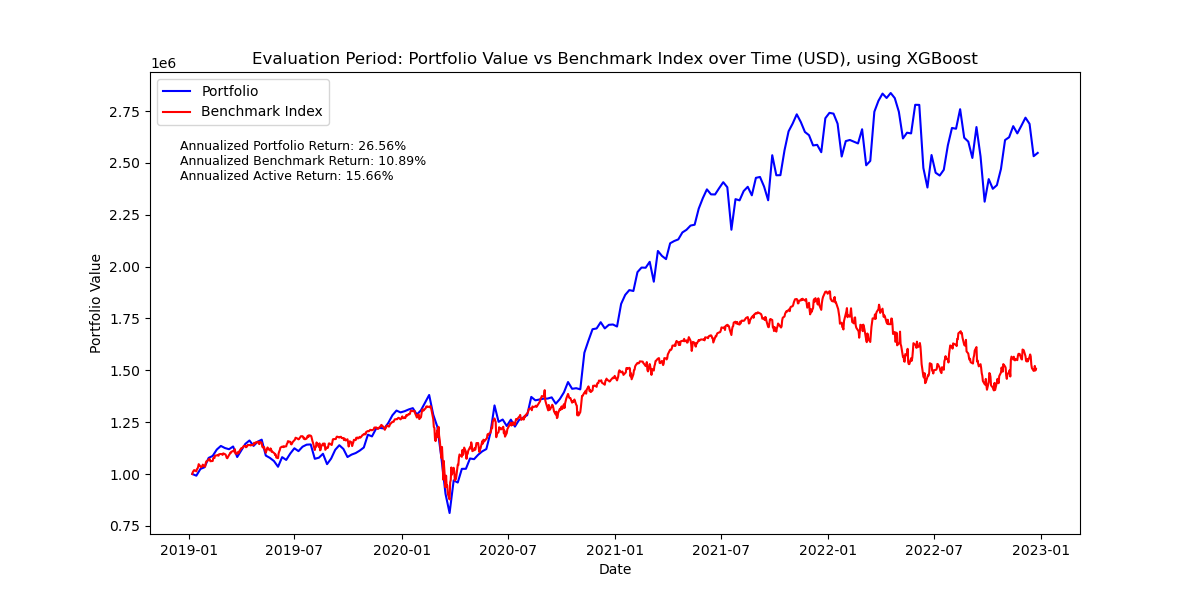 Evaluation Period: Portfolio Value vs Benchmark Index over Time (USD), using XGBoost
1e6
Portfolio
Benchmark Index
Annualized Portfolio Return: 26.56%
Annualized Benchmark Return: 10.89%
Annualized Active Return: 15.66%
Portfolio Value
2.75
2.50
2.25
2.00
1.75
1.50
1.25
1.00
0.75
2019-01 2019-07 2020-01 2020-07 2021-01 2021-07 2022-01 2022-07 2023-01
Date